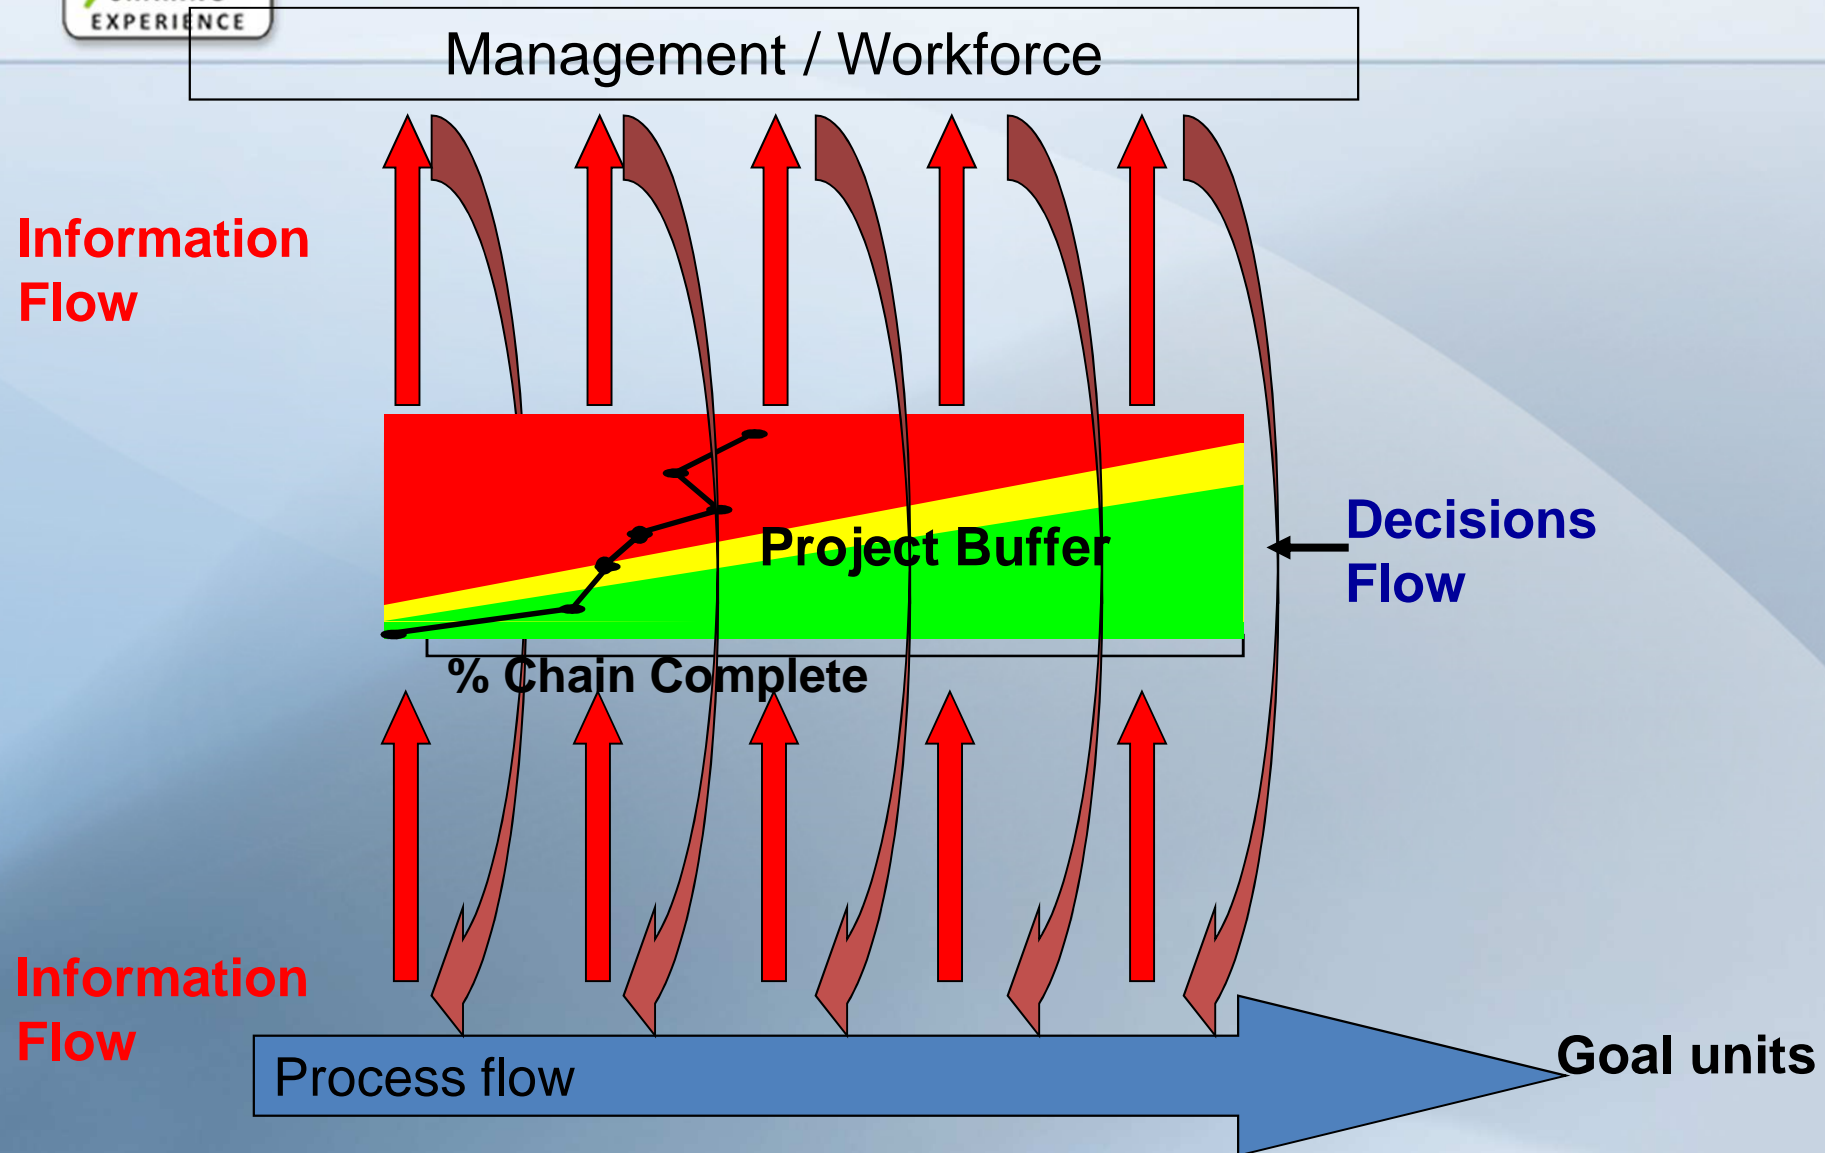 EXPERIENCE
Management / Workforce
Information
Flow
Project Buffer
Decisions
Flow
% Chain Complete
Information
Flow
Process flow
Goal units